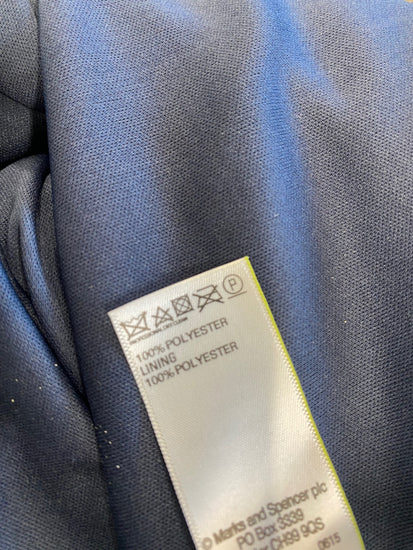 P
100% POLYESTER
LINING
100% POLYESTER
© Marks and Spencer plc
PO Box 3339
CH99 9QS
0615